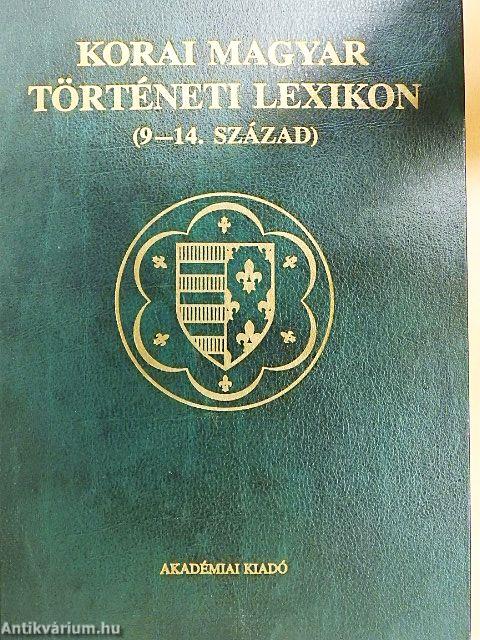 KORAI MAGYAR
TÖRTÉNETI LEXIKON
(9–14. SZÁZAD)
AKADÉMIAI KIADÓ
Antikvárium.hu